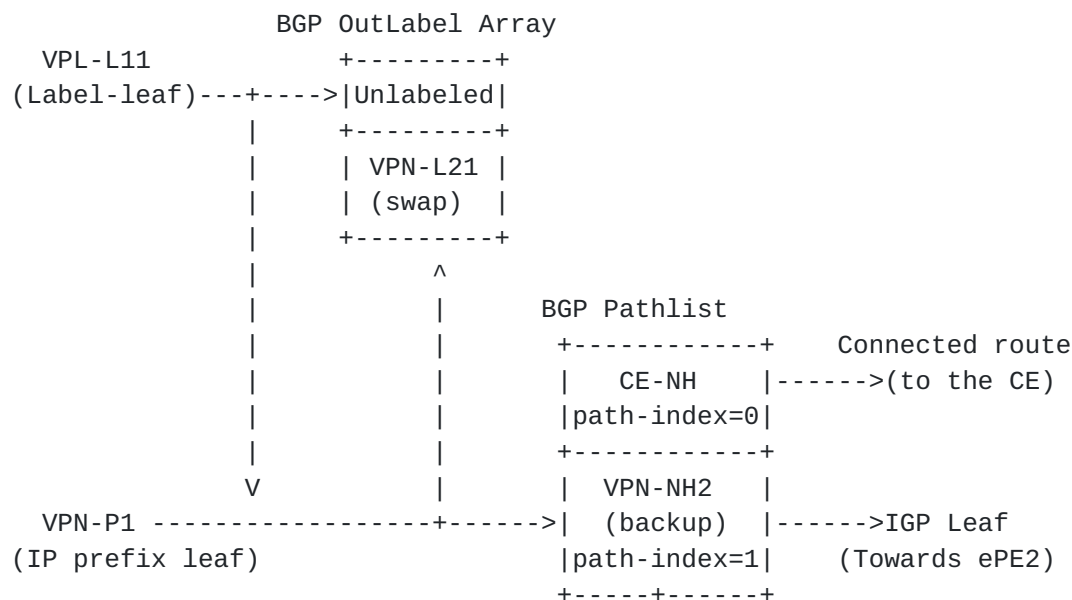 BGP OutLabel Array
  VPL-L11            +---------+
(Label-leaf)---+---->|Unlabeled|
               |     +---------+
               |     | VPN-L21 |
               |     | (swap)  |
               |     +---------+
               |           ^
               |           |      BGP Pathlist
               |           |       +------------+    Connected route
               |           |       |   CE-NH    |------>(to the CE)
               |           |       |path-index=0|
               |           |       +------------+
               V           |       |  VPN-NH2   |
  VPN-P1 ------------------+------>|  (backup)  |------>IGP Leaf
(IP prefix leaf)                   |path-index=1|    (Towards ePE2)
                                   +-----+------+